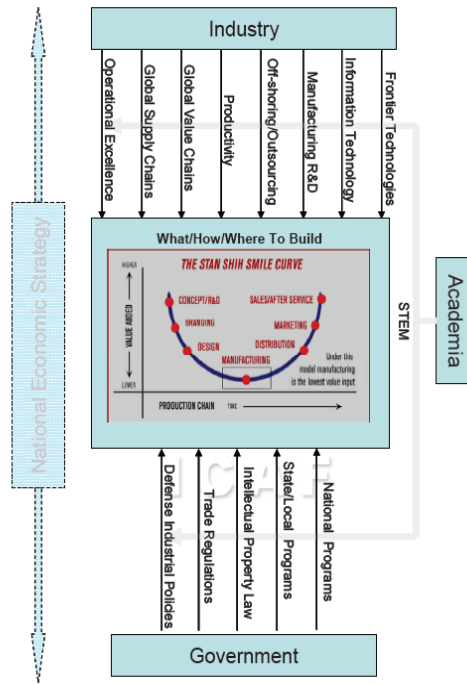 Industry
Operational Excellence
Global Supply Chains
Global Value Chains
Productivity
Off-shoring/Outsourcing
Manufacturing R&D
Information Technology
Frontier Technologies
National Economic Strategy
What/How/Where To Build
THE STAN SHIH SMILE CURVE
HIGHER
VALUE ADDED
LOWER
CONCEPT/R&D
BRANDING
DESIGN
MANUFACTURING
SALES/AFTER SERVICE
MARKETING
DISTRIBUTION
Under this
model manufacturing
is the lowest value input
PRODUCTION CHAIN
TIME
STEM
Academia
ICAF
Defense Industrial Policies
Trade Regulations
Intellectual Property Law
State/Local Programs
National Programs
Government